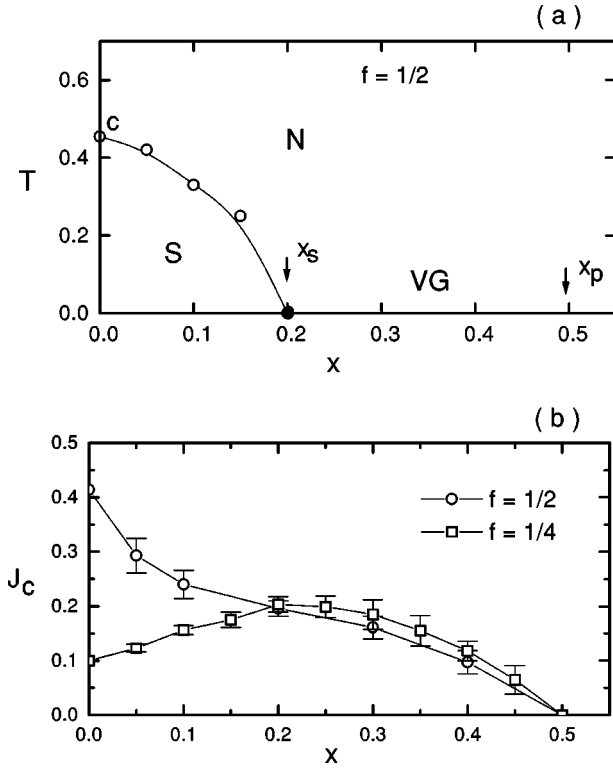 ( a )
f = 1/2
0.6
c
N
0.4
T
S
x_s
x_p
0.2
VG
0.0
0.0 0.1 0.2 0.3 0.4 0.5
x
( b )
0.5
f = 1/2
0.4
f = 1/4
0.3
J_c
0.2
0.1
0.0
0.0 0.1 0.2 0.3 0.4 0.5
x